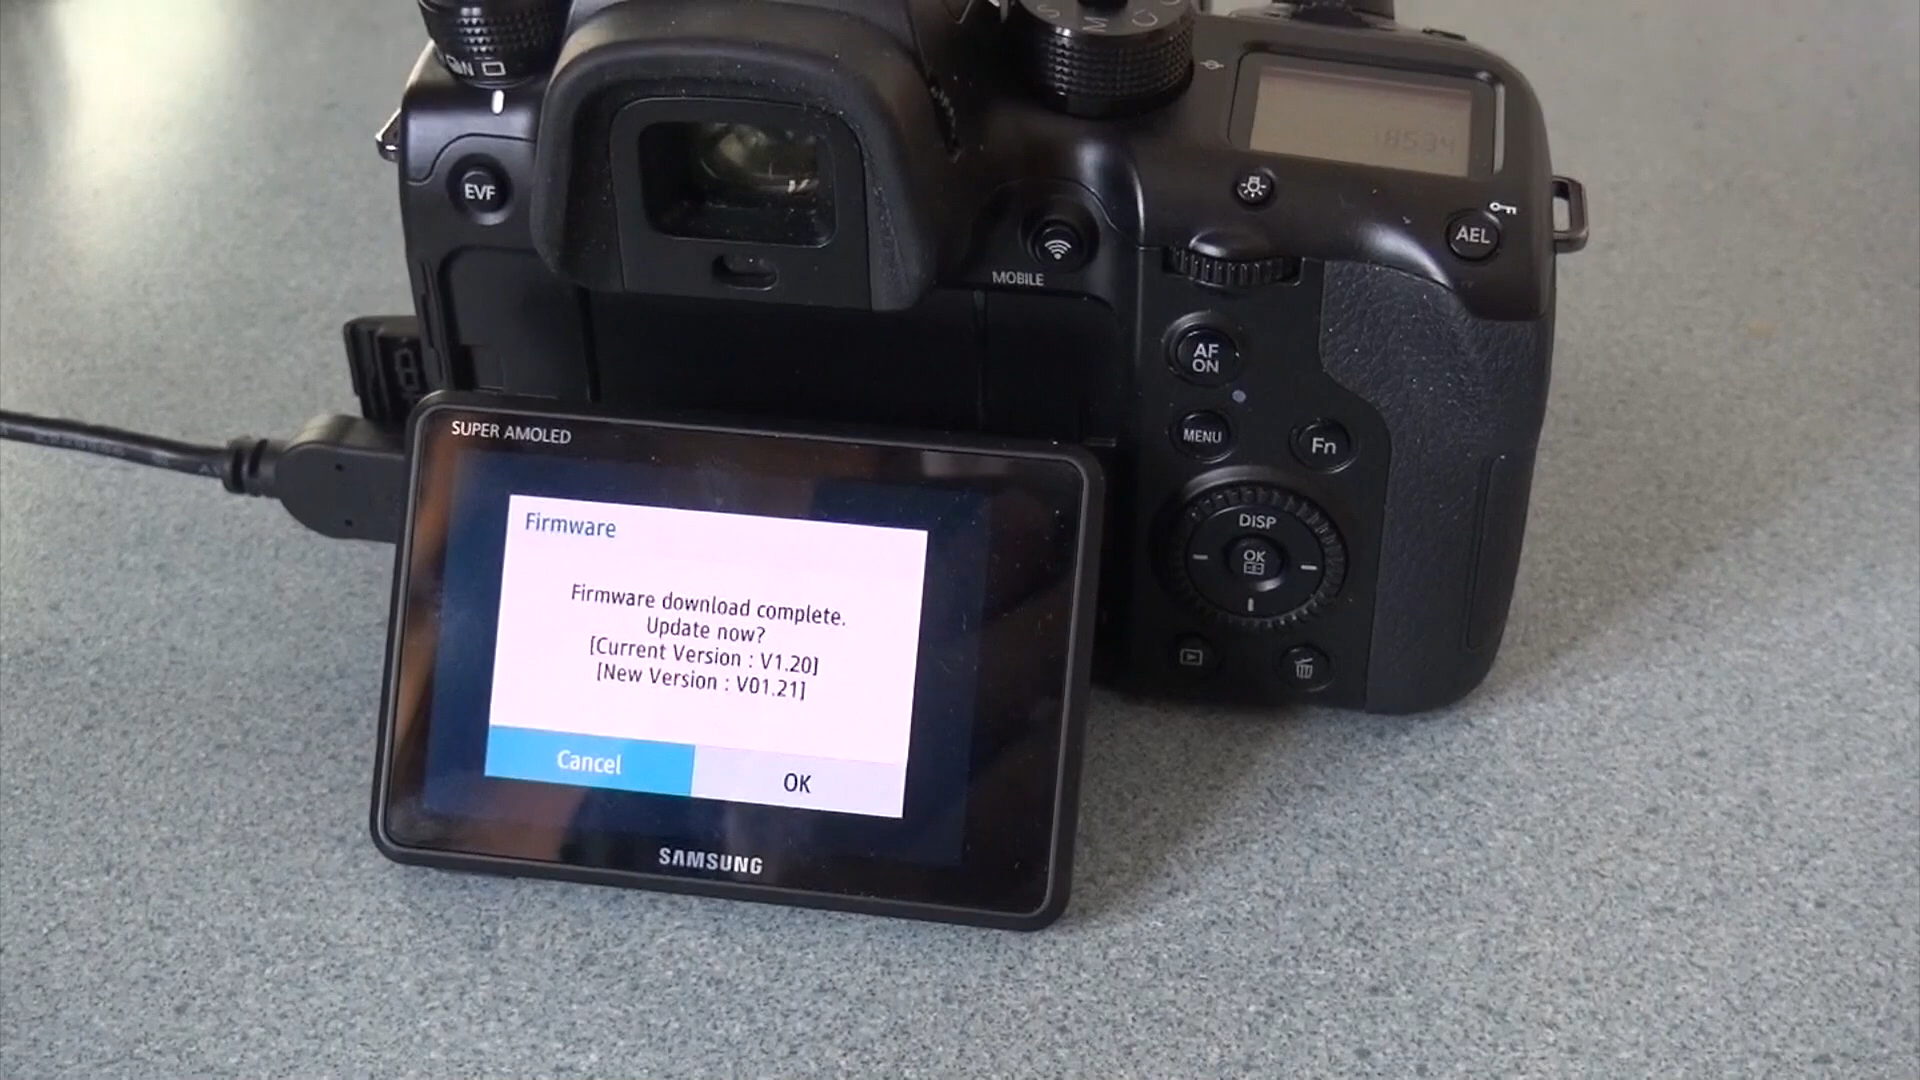 S M C
N
8534
EVF
AEL
MOBILE
AF
ON
MENU
Fn
DISP
OK
SUPER AMOLED
Firmware
Firmware download complete.
Update now?
[Current Version : V1.20]
[New Version : V01.21]
Cancel OK
SAMSUNG